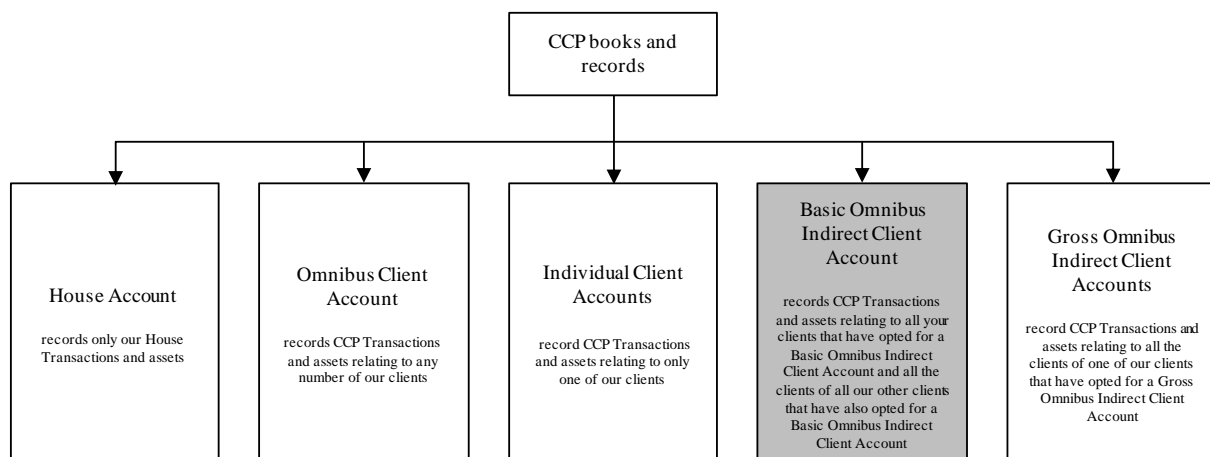 CCP books and
records
House Account
records only our House
Transactions and assets
Omnibus Client
Account
records CCP Transactions
and assets relating to any
number of our clients
Individual Client
Accounts
record CCP Transactions
and assets relating to only
one of our clients
Basic Omnibus
Indirect Client
Account
records CCP Transactions
and assets relating to all your
clients that have opted for a
Basic Omnibus Indirect
Client Account and all the
clients of all our other clients
that have also opted for a
Basic Omnibus Indirect
Client Account
Gross Omnibus
Indirect Client
Accounts
record CCP Transactions and
assets relating to all the
clients of one of our clients
that have opted for a Gross
Omnibus Indirect Client
Account